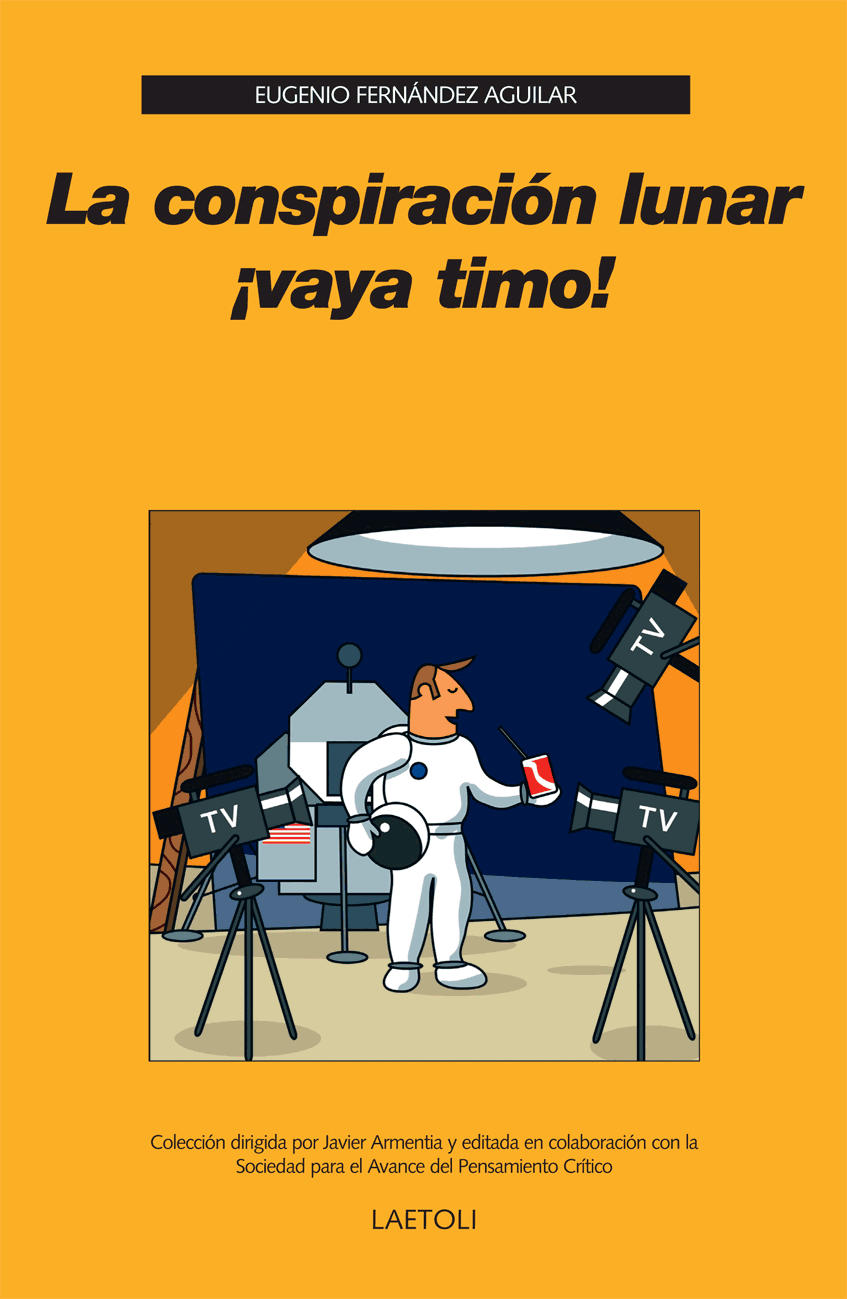 EUGENIO FERNÁNDEZ AGUILAR
La conspiración lunar
¡vaya timo!
TV
TV
TV
Colección dirigida por Javier Armentia y editada en colaboración con la
Sociedad para el Avance del Pensamiento Crítico
LAETOLI